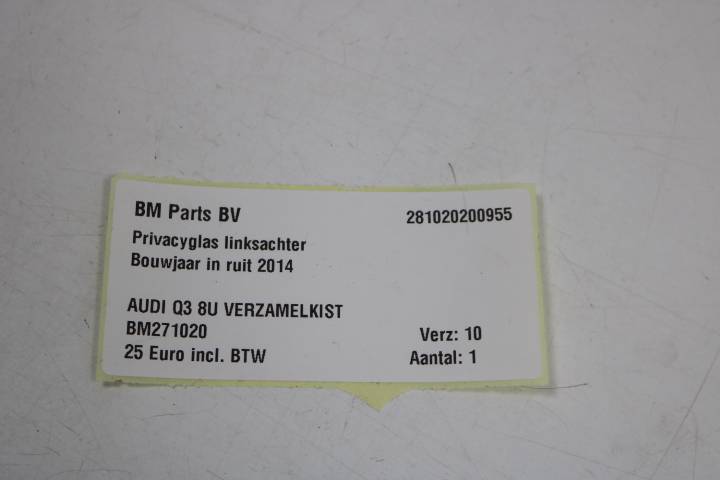 BM Parts BV 281020200955
Privacyglas linksachter
Bouwjaar in ruit 2014
AUDI Q3 8U VERZAMELKIST
BM271020 Verz: 10
25 Euro incl. BTW Aantal: 1